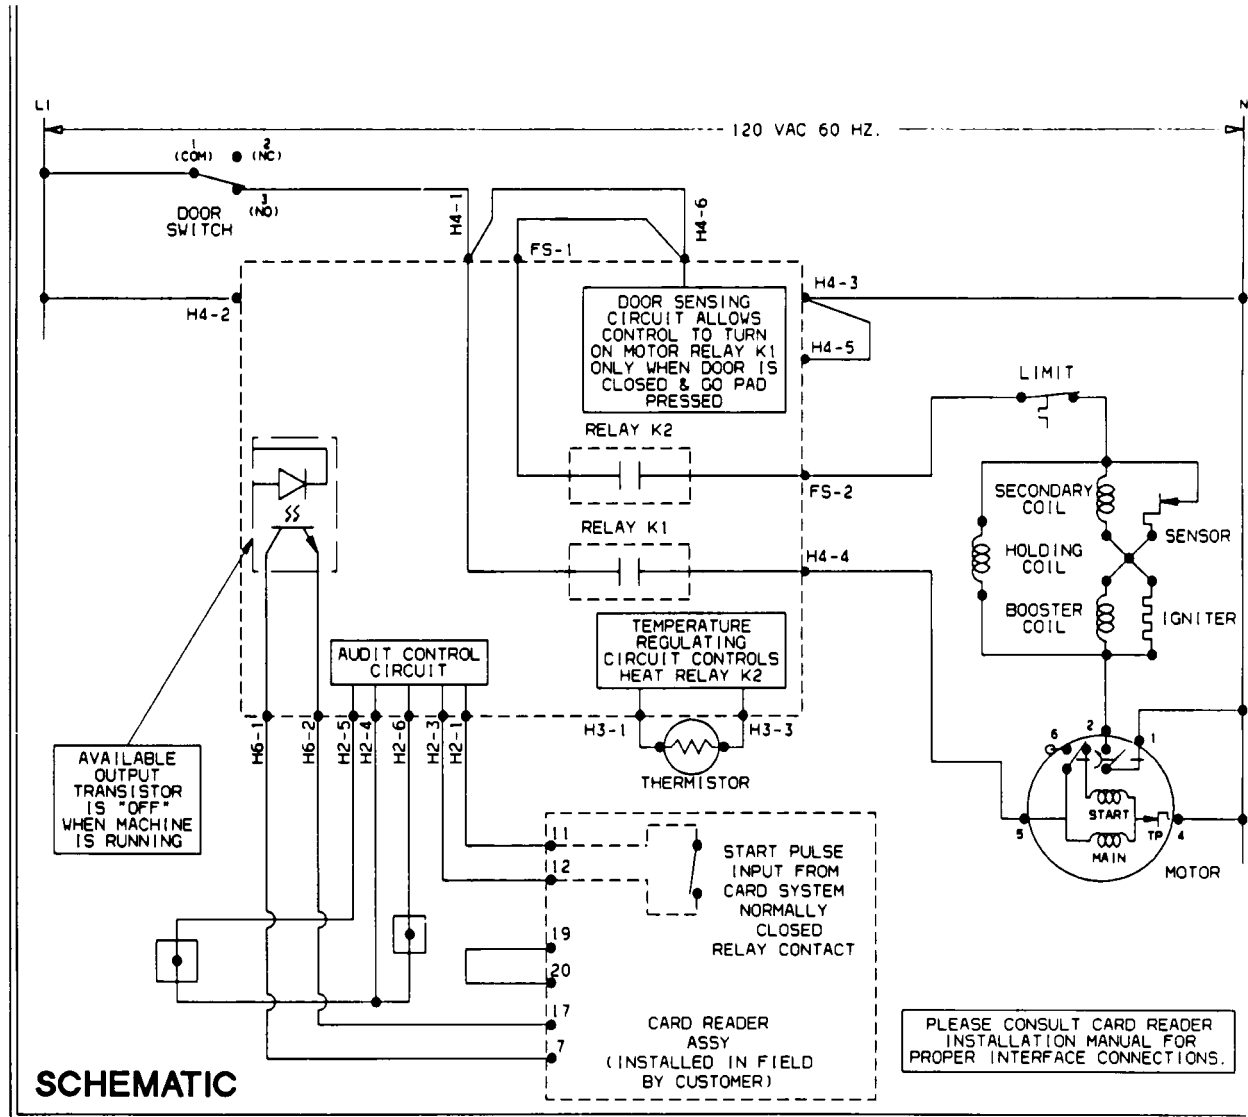 L1
N
120 VAC 60 HZ.
1
(COM)
2
(NC)
3
(NO)
DOOR
SWITCH
H4-1
H4-6
FS-1
H4-2
H4-3
DOOR SENSING
CIRCUIT ALLOWS
CONTROL TO TURN
ON MOTOR RELAY K1
ONLY WHEN DOOR IS
CLOSED & GO PAD
PRESSED
H4-5
LIMIT
RELAY K2
FS-2
SECONDARY
COIL
SENSOR
RELAY K1
H4-4
HOLDING
COIL
BOOSTER
COIL
IGNITER
TEMPERATURE
REGULATING
CIRCUIT CONTROLS
HEAT RELAY K2
AUDIT CONTROL
CIRCUIT
H6-1
H6-2
H2-5
H2-4
H2-6
H2-3
H2-1
H3-1
H3-3
THERMISTOR
AVAILABLE
OUTPUT
TRANSISTOR
IS "OFF"
WHEN MACHINE
IS RUNNING
6
2
1
START
5
TP
4
MAIN
MOTOR
11
12
START PULSE
INPUT FROM
CARD SYSTEM
NORMALLY
CLOSED
RELAY CONTACT
19
20
17
7
CARD READER
ASSY
(INSTALLED IN FIELD
BY CUSTOMER)
PLEASE CONSULT CARD READER
INSTALLATION MANUAL FOR
PROPER INTERFACE CONNECTIONS.
SCHEMATIC